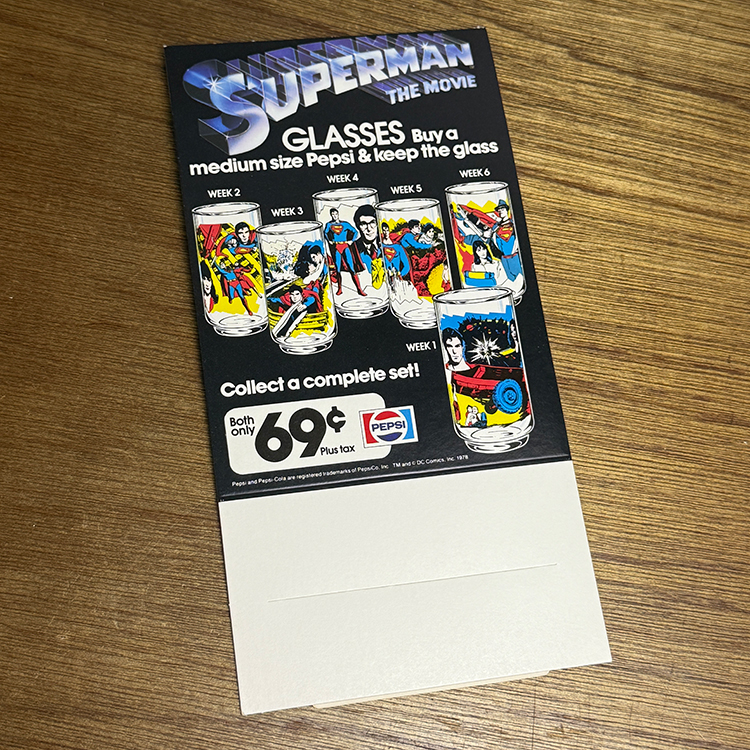 SUPERMAN
THE MOVIE
GLASSES Buy a
medium size Pepsi & keep the glass
WEEK 2
WEEK 3
WEEK 4
WEEK 5
WEEK 6
WEEK 1
Collect a complete set!
Both
only 69¢
Plus tax
PEPSI
Pepsi and Pepsi-Cola are registered trademarks of PepsiCo, Inc TM and © DC Comics, Inc. 1978